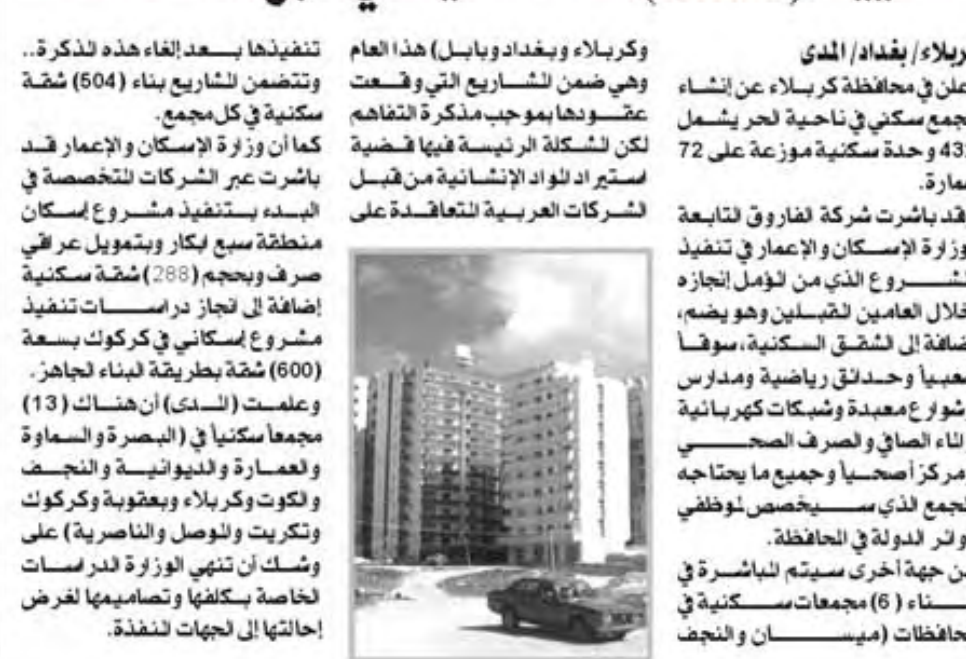 كربلاء/ بغداد/ المدى
أعلن في محافظة كربلاء عن إنشاء
مجمع سكني في ناحية الحر يشمل
وحدة سكنية موزعة على 72
عمارة.
وقد باشرت شركة الفاروق التابعة
لوزارة الإسكان والإعمار في تنفيذ
المشروع الذي من المؤمل إنجازه
خلال العامين المقبلين وهو يضم،
إضافة إلى الشقق السكنية، سوقاً
شعبياً وحدائق رياضية ومدارس
وشوارع معبدة وشبكات كهربائية
والماء الصافي والصرف الصحي
ومركزاً صحياً وجميع ما يحتاجه
المجمع الذي سيخصص لموظفي
دوائر الدولة في المحافظة.
من جهة أخرى سيتم المباشرة في
بناء (6) مجمعات سكنية في
محافظات (ميسان والنجف
وكربلاء وبغداد وبابل) هذا العام
وهي ضمن المشاريع التي وقعت
عقودها بموجب مذكرة التفاهم
لكن المشكلة الرئيسة فيها قضية
استيراد المواد الإنشائية من قبل
الشركات العربية المتعاقدة على
تنفيذها بعد إلغاء هذه المذكرة..
وتتضمن المشاريع بناء (504) شقة
سكنية في كل مجمع.
كما أن وزارة الإسكان والإعمار قد
باشرت عبر الشركات المتخصصة في
البدء بتنفيذ مشروع إسكان
منطقة سبع ابكار وبتمويل عراقي
صرف وبحجم (288) شقة سكنية
إضافة إلى انجاز دراسات تنفيذ
مشروع إسكاني في كركوك بسعة
(600) شقة بطريقة البناء الجاهز.
وعلمت (المدى) أن هناك (13)
مجمعاً سكنياً في (البصرة والسماوة
والعمارة والديوانية والنجف
والكوت وكربلاء وبعقوبة وكركوك
وتكريت والموصل والناصرية) على
وشك أن تنهي الوزارة الدراسات
الخاصة بكلفها وتصاميمها لغرض
إحالتها إلى الجهات المنفذة.